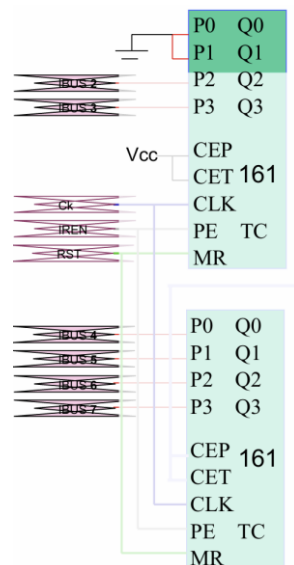 P0 Q0
P1 Q1
IBUS 2 P2 Q2
IBUS 3 P3 Q3
Vcc CEP
CET 161
Ck CLK
IREN PE TC
RST MR
IBUS 4 P0 Q0
IBUS 5 P1 Q1
IBUS 6 P2 Q2
IBUS 7 P3 Q3
CEP
CET 161
CLK
PE TC
MR